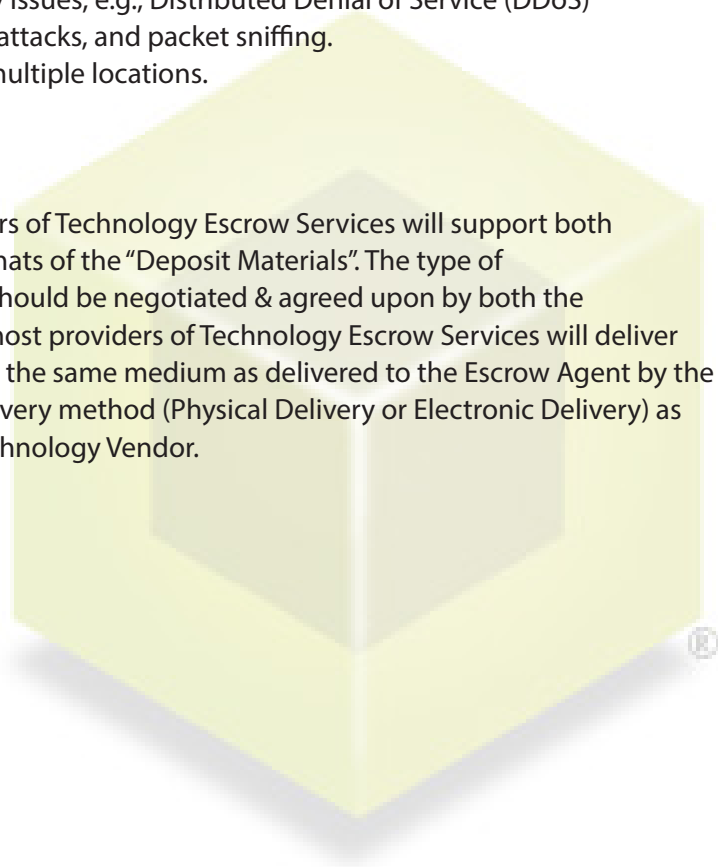 issues, e.g., Distributed Denial of Service (DDoS)
attacks, and packet sniffing.
multiple locations.
rs of Technology Escrow Services will support both
nats of the “Deposit Materials”. The type of
hould be negotiated & agreed upon by both the
nost providers of Technology Escrow Services will deliver
the same medium as delivered to the Escrow Agent by the
very method (Physical Delivery or Electronic Delivery) as
chnology Vendor.
®